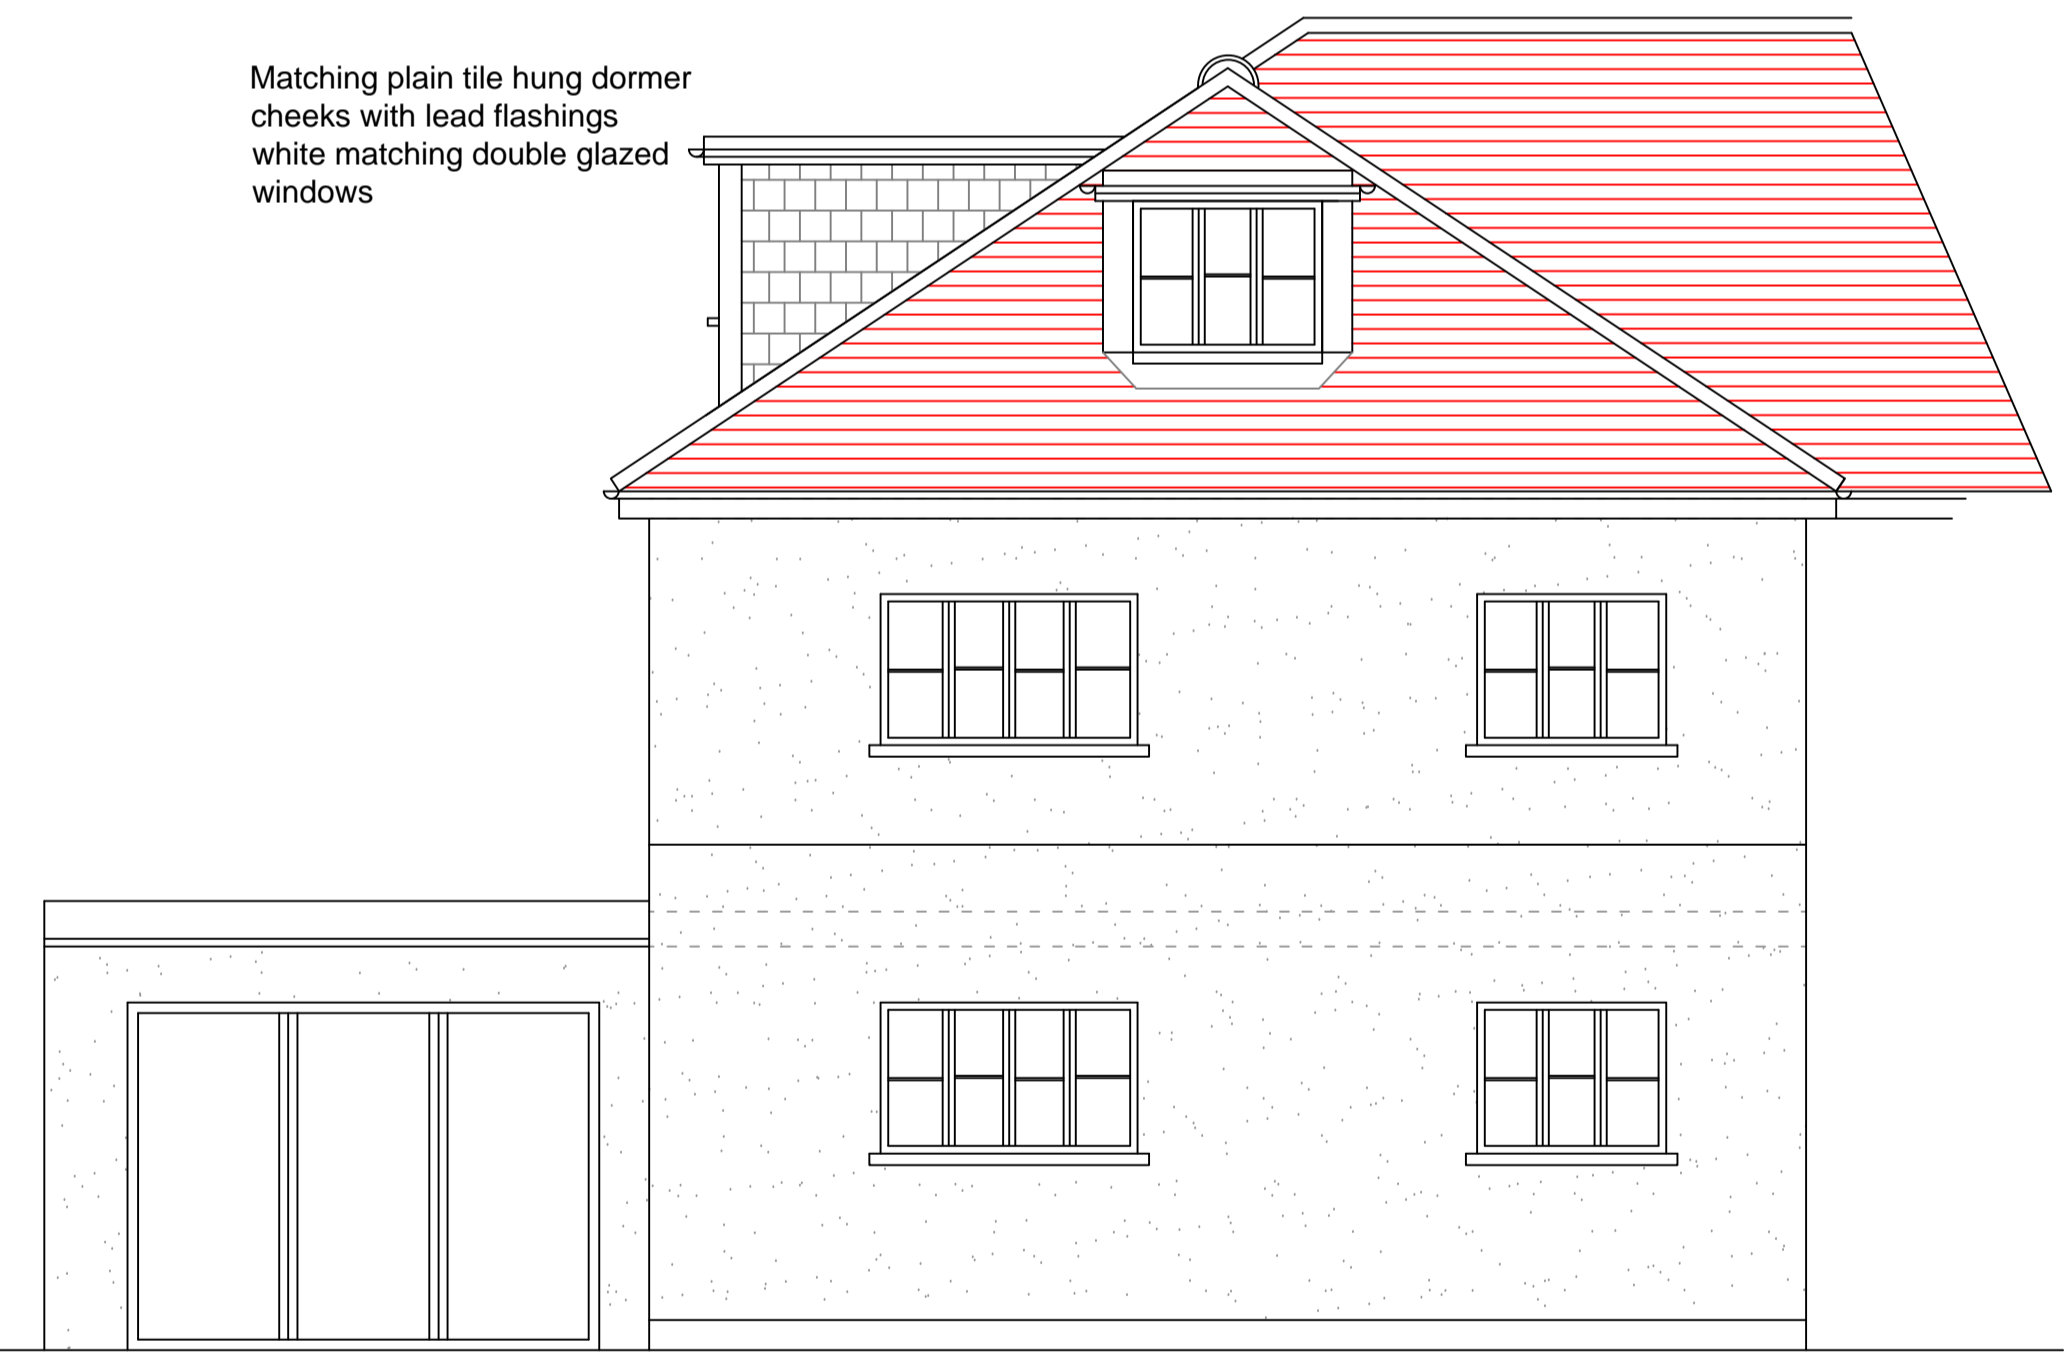 Matching plain tile hung dormer
cheeks with lead flashings
white matching double glazed
windows